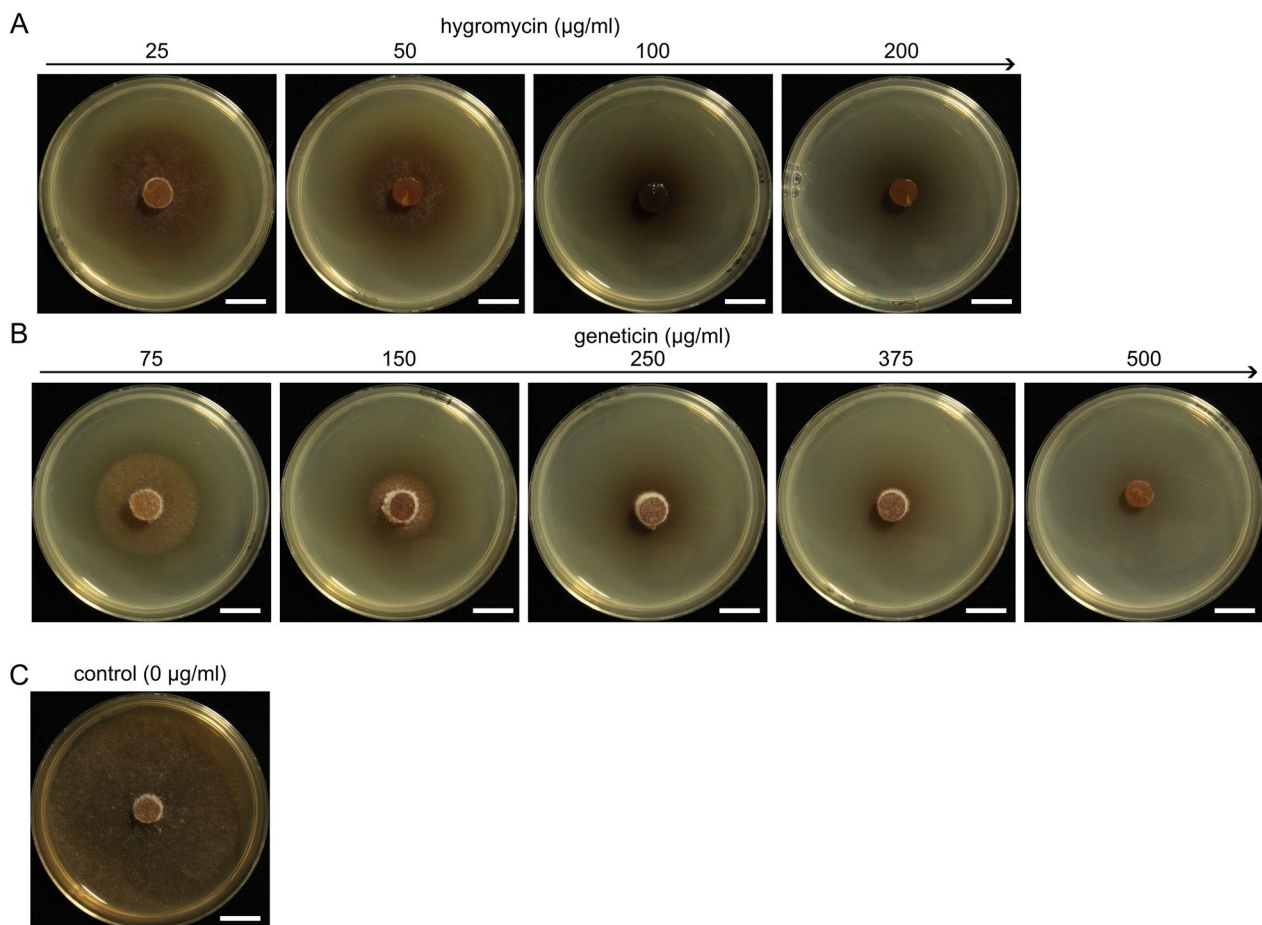 A
hygromycin (µg/ml)
25 50 100 200
B
geneticin (µg/ml)
75 150 250 375 500
C
control (0 µg/ml)